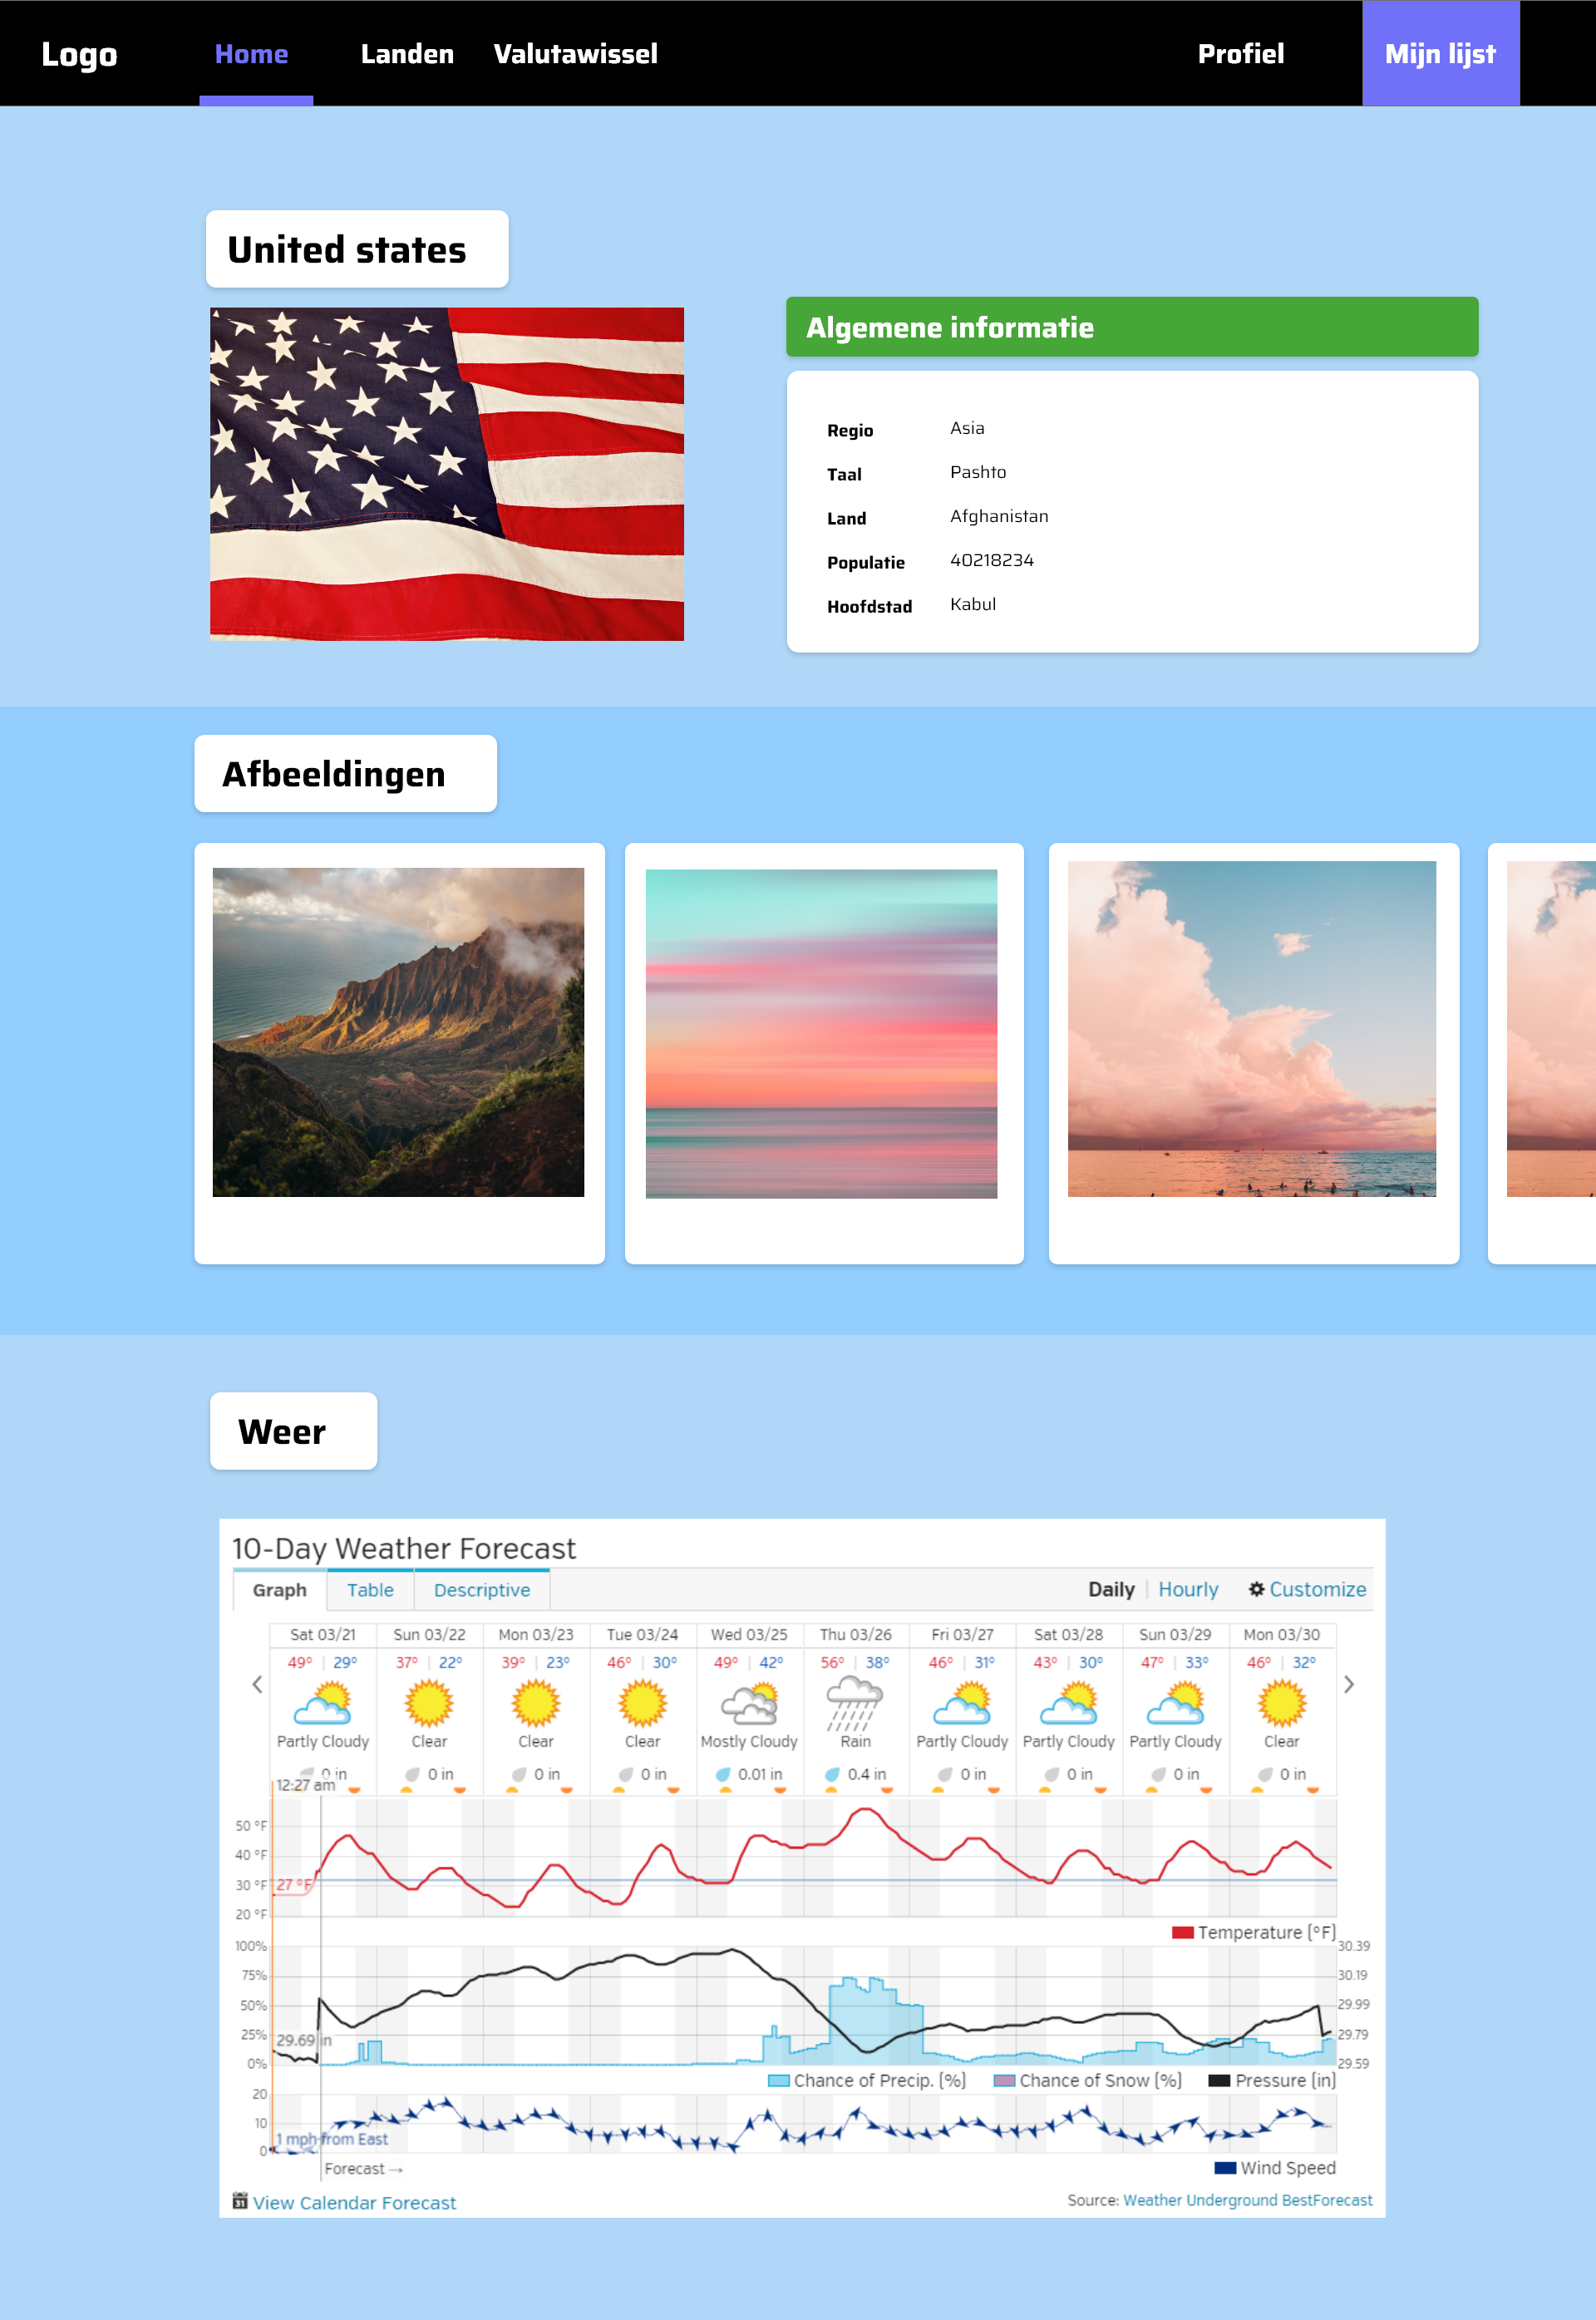 Logo Home Landen Valutawissel Profiel Mijn lijst
United states
Algemene informatie
Regio Asia
Taal Pashto
Land Afghanistan
Populatie 40218234
Hoofdstad Kabul
Afbeeldingen
Weer
10-Day Weather Forecast
Graph Table Descriptive Daily | Hourly Customize
Sat 03/21 Sun 03/22 Mon 03/23 Tue 03/24 Wed 03/25 Thu 03/26 Fri 03/27 Sat 03/28 Sun 03/29 Mon 03/30
49° | 29° 37° | 22° 39° | 23° 46° | 30° 49° | 42° 56° | 38° 46° | 31° 43° | 30° 47° | 33° 46° | 32°
Partly Cloudy Clear Clear Clear Mostly Cloudy Rain Partly Cloudy Partly Cloudy Partly Cloudy Clear
0 in 0 in 0 in 0 in 0.01 in 0.4 in 0 in 0 in 0 in 0 in
12:27 am
50 °F
40 °F
30 °F 27 °F
20 °F
Temperature (°F)
100% 30.39
75% 30.19
50% 29.99
25% 29.69 in 29.79
0% 29.59
Chance of Precip. (%) Chance of Snow (%) Pressure (in)
20
10
1 mph from East
0
Forecast →
Wind Speed
31 View Calendar Forecast Source: Weather Underground BestForecast